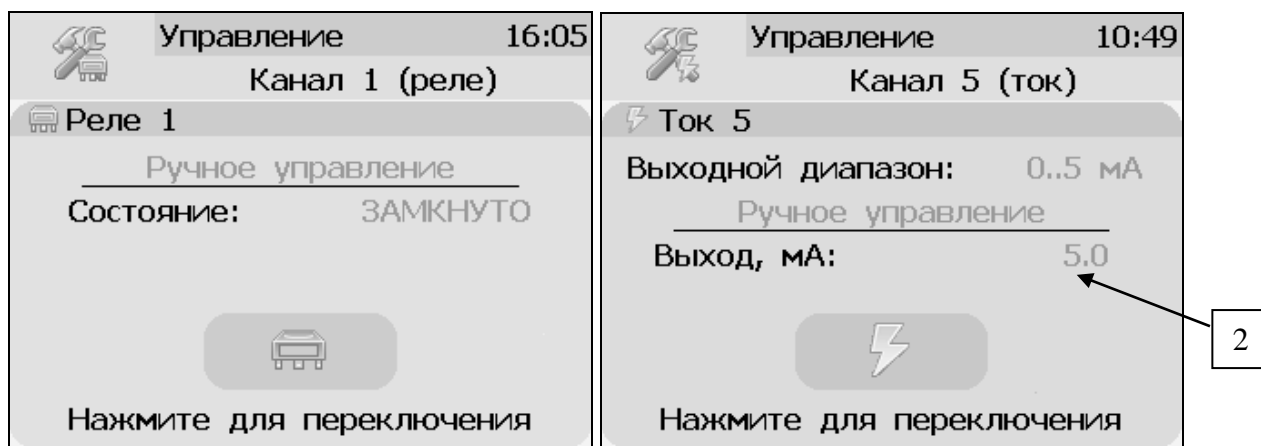 Управление 16:05
Канал 1 (реле)
Реле 1
Ручное управление
Состояние: ЗАМКНУТО
Нажмите для переключения
Управление 10:49
Канал 5 (ток)
Ток 5
Выходной диапазон: 0..5 мА
Ручное управление
Выход, мА: 5.0
Нажмите для переключения
2